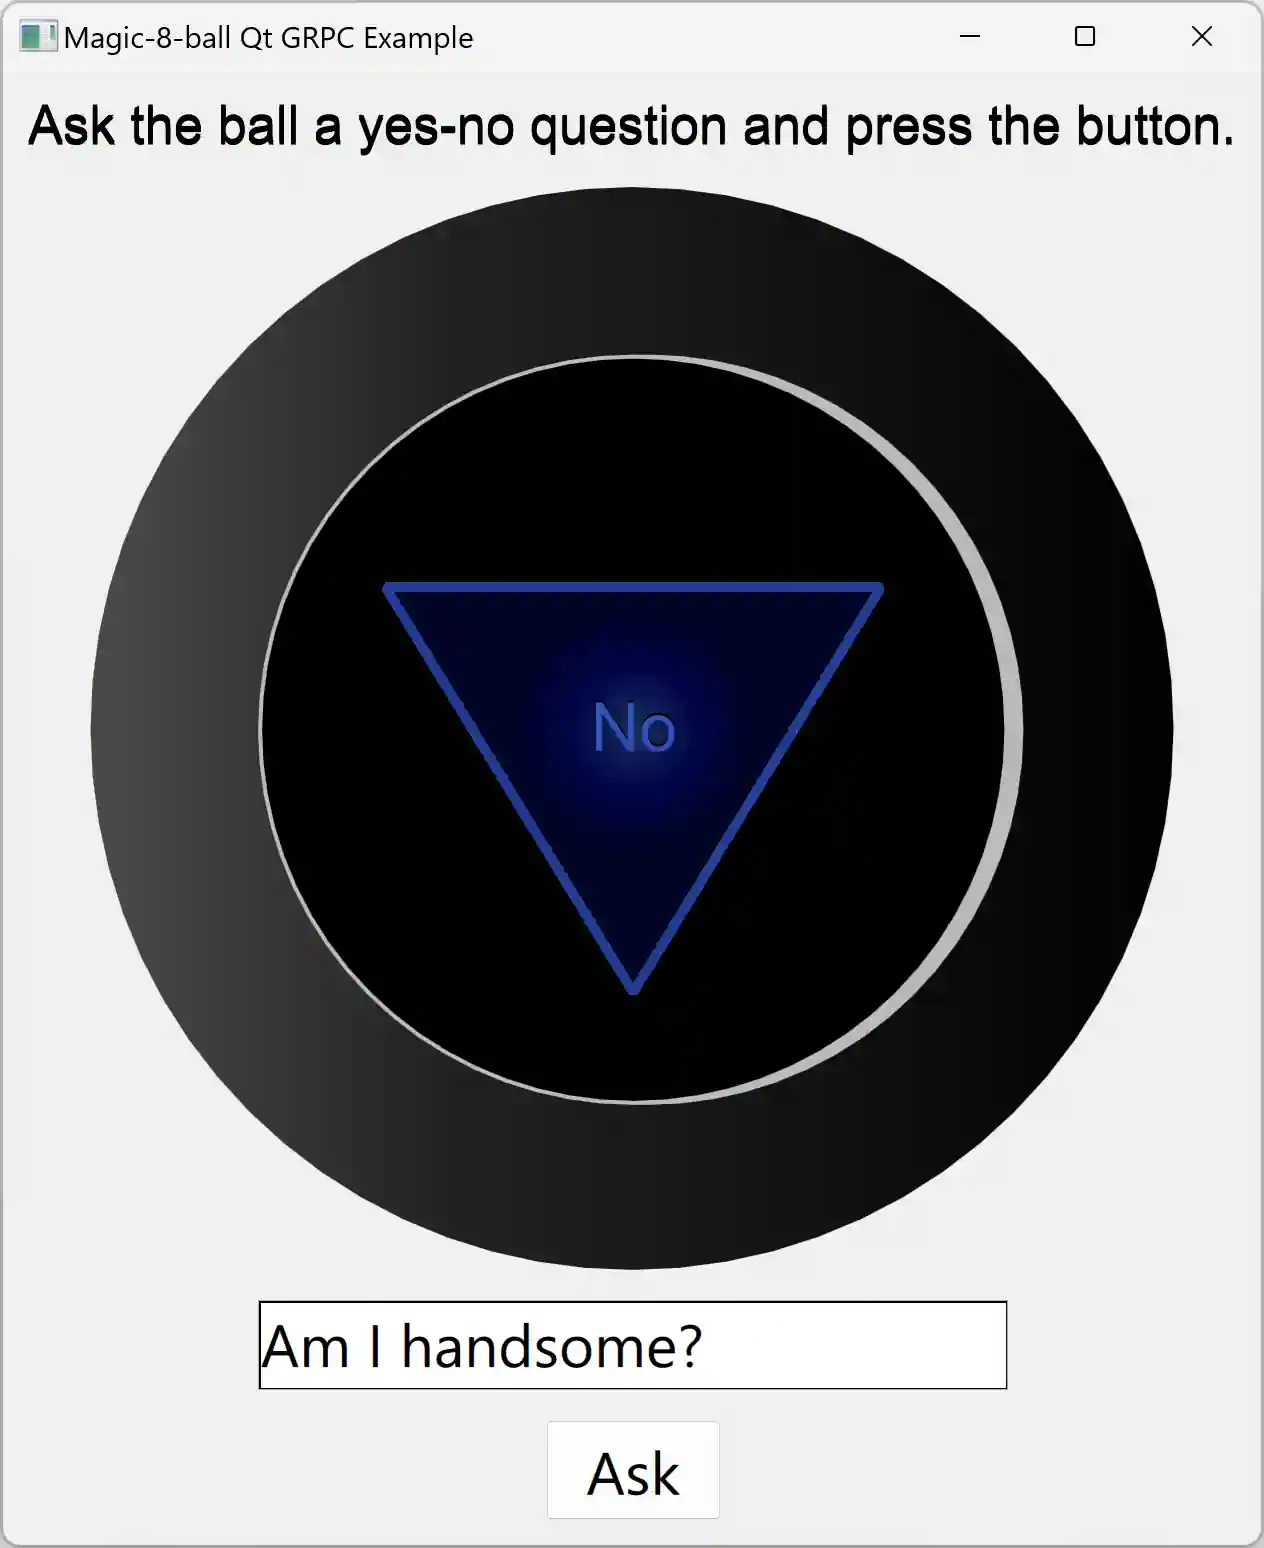 Magic-8-ball Qt GRPC Example
Ask the ball a yes-no question and press the button.
No
Am I handsome?
Ask